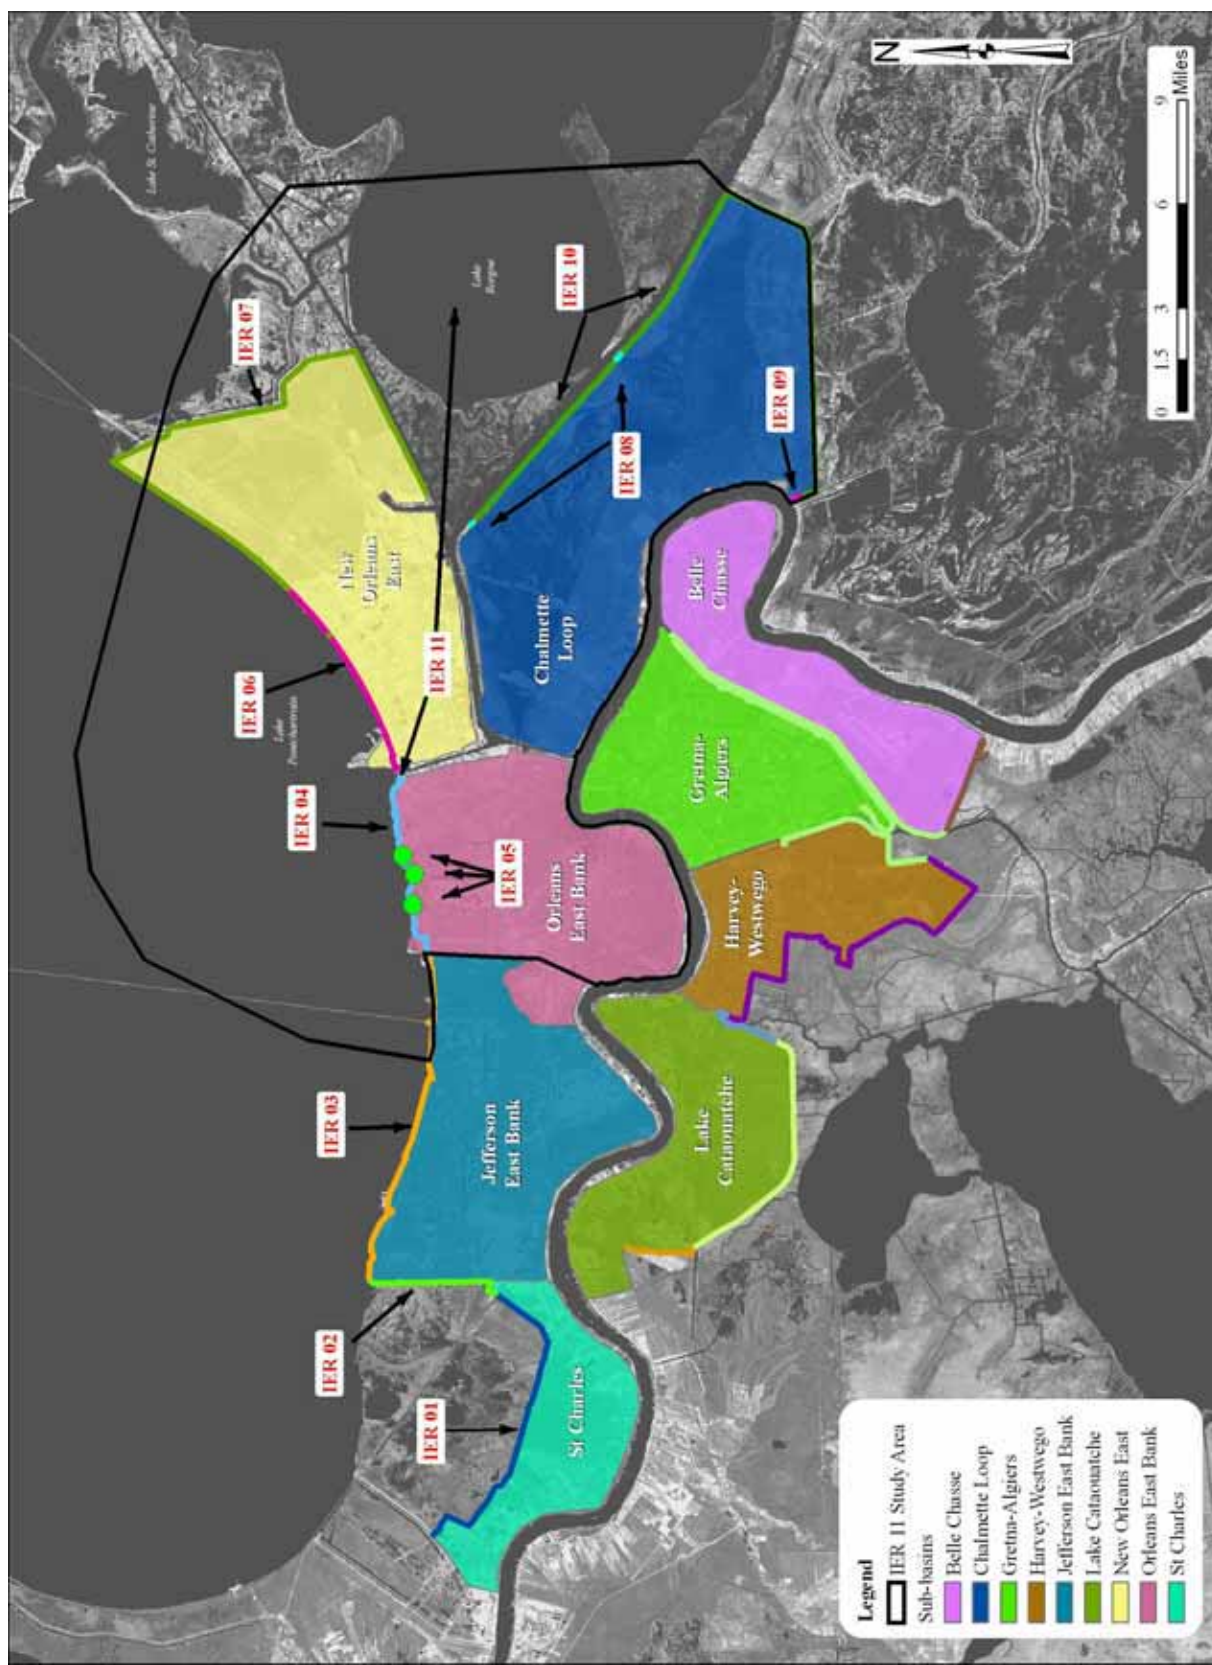 Lake St. Catherine
N
IER 07
Lake
Borgne
IER 10
IER 06
Lake
Pontchartrain
New
Orleans
East
IER 11
IER 08
IER 09
IER 04
IER 05
Chalmette
Loop
Belle
Chasse
Gretna-
Algiers
Orleans
East Bank
Harvey-
Westwego
IER 03
Jefferson
East Bank
Lake
Cataouatche
IER 02
IER 01
St Charles
0 1.5 3 6 9
Miles
Legend
IER 11 Study Area
Sub-basins
Belle Chasse
Chalmette Loop
Gretna-Algiers
Harvey-Westwego
Jefferson East Bank
Lake Cataouatche
New Orleans East
Orleans East Bank
St Charles